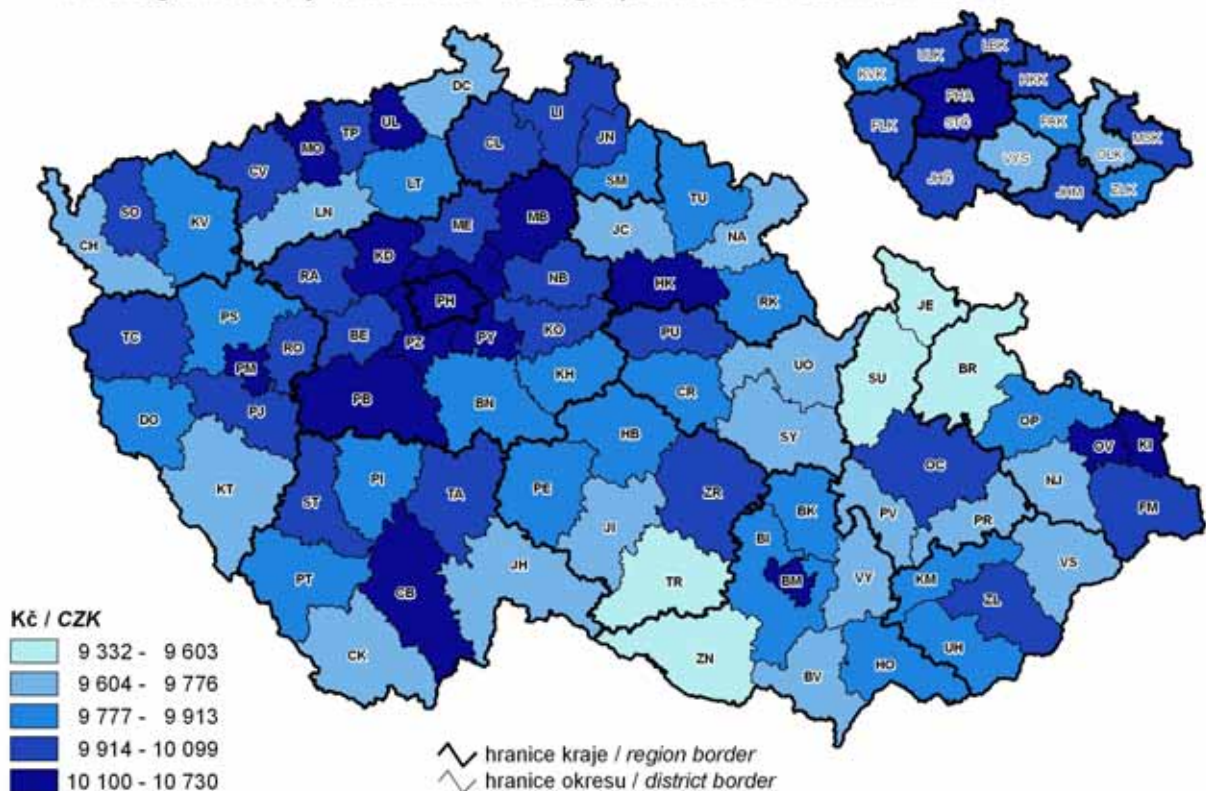 DC
UL
TP
MO
CV
LI
JN
CL
LT
SM
TU
SO
KV
LN
CH
MB
ME
JC
NA
KD
RA
NB
HK
PH
RK
TC
PS
RO
BE
PZ
PY
KO
PU
PM
PJ
DO
PB
BN
KH
CR
UO
HB
SY
KT
ST
PI
TA
PE
ZR
JI
PT
CB
JH
TR
CK
ZN
BI
BK
BM
VY
BV
HO
PV
PR
OC
SU
JE
BR
OP
OV
KI
NJ
FM
VS
KM
ZL
UH
KVK
ULK
LBK
HKK
PHA
STČ
PLK
PAK
VYS
JHČ
JHM
OLK
MSK
ZLK
Kč / CZK
9 332 - 9 603
9 604 - 9 776
9 777 - 9 913
9 914 - 10 099
10 100 - 10 730
hranice kraje / region border
hranice okresu / district border